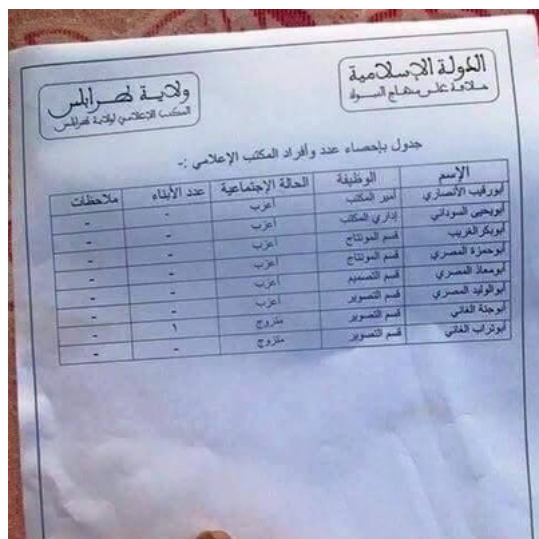 الدولة الإسلامية
خلافة على منهاج النبوة
ولاية طرابلس
المكتب الإعلامي لولاية طرابلس
جدول بإحصاء عدد وأفراد المكتب الإعلامي :-
الإسم الوظيفة الحالة الإجتماعية عدد الأبناء ملاحظات
أبورقيب الأنصاري أمير المكتب أعزب - -
أبويحيى السوداني إداري المكتب أعزب - -
أبوبكر الغريب قسم المونتاج أعزب - -
أبوحمزة المصري قسم المونتاج أعزب - -
أبومعاذ المصري قسم التصميم أعزب - -
أبوالوليد المصري قسم التصوير أعزب - -
أبوجنة الغاني قسم التصوير متزوج ١ -
أبوتراب الغاني قسم التصوير متزوج - -